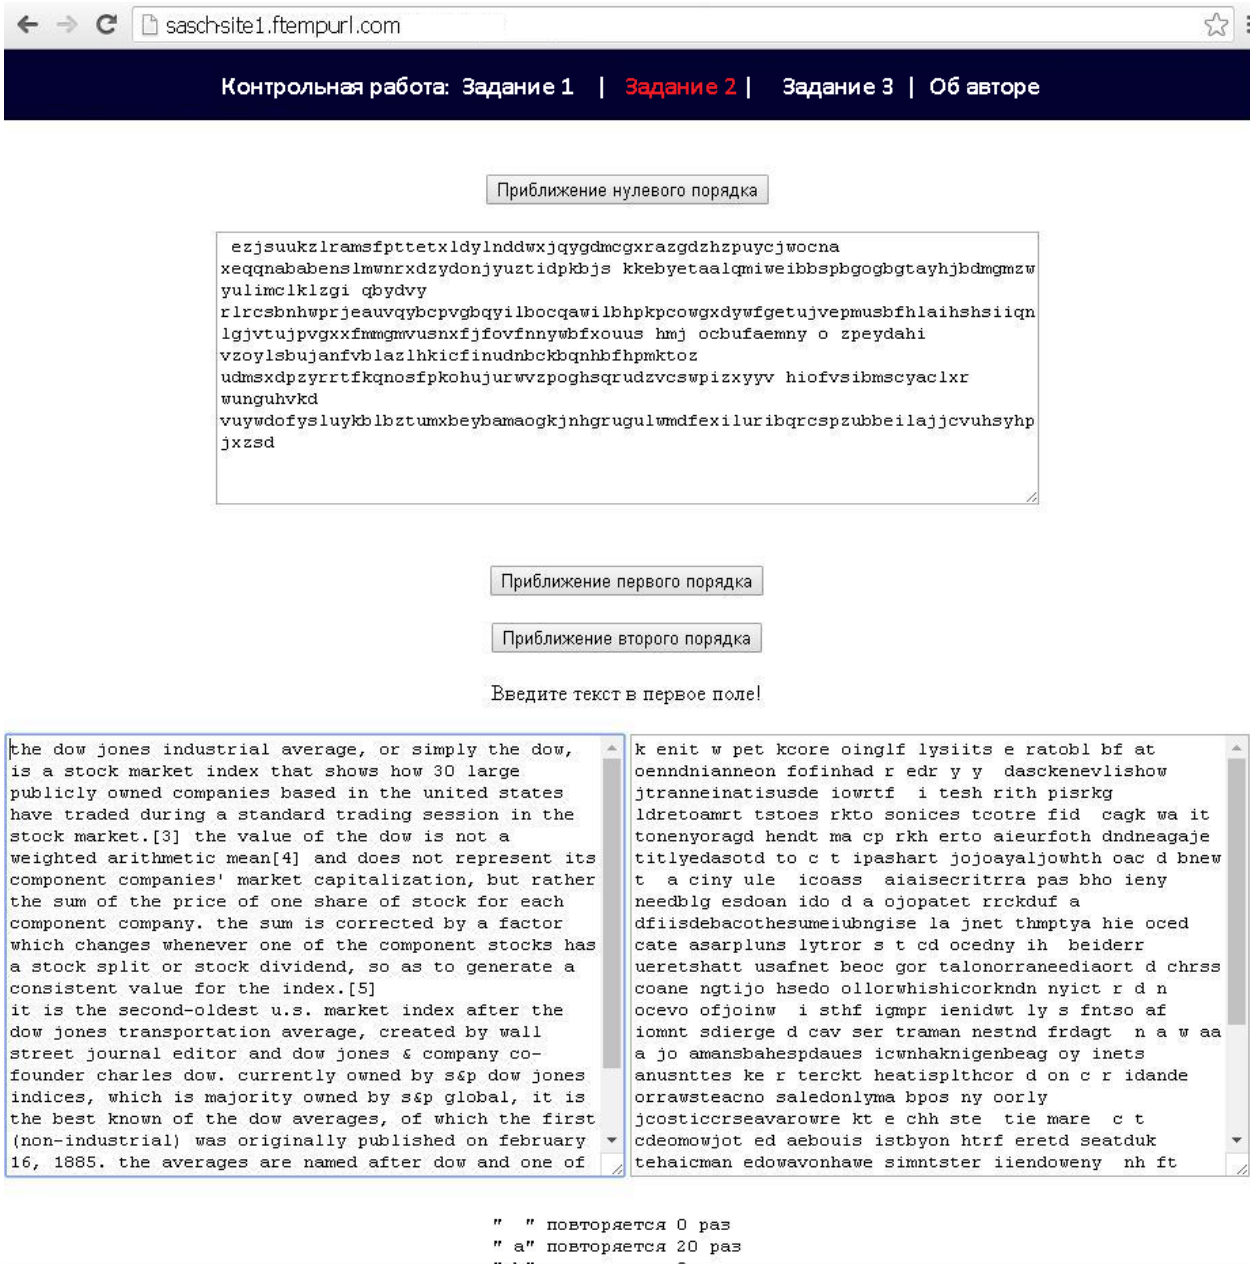 saschsite1.ftempurl.com
Контрольная работа: Задание 1 | Задание 2 | Задание 3 | Об авторе
Приближение нулевого порядка
ezjsuukzlramsfpttetxldylnddwxjqygdmcgxrazgdzhzpuycjwocna
xeqqnababenslmwnrxdzydonjyuztidpkbjs kkebyetaalqmiweibbspbgogbgtayhjbdmgmzw
yulimclklzgi qbydvy
rlrcsbnhwprjeauvqybcpvgbqyilbocqawilbhpkpcowgxdywfgetujvepmusbfhlaihshsiiqn
lgjvtujpvgxxfmmgmvusnxfjfovfnnywbfxouus hmj ocbufaemny o zpeydahi
vzoylsbujanfvblazlhkicfinudnbckbqnhbfhpmktoz
udmsxdpzyrrtfkqnosfpkohujurwvzpoghsqrudzvcswpizxyyv hiofvsibmscyaclxr
wunguhvkd
vuywdofysluykblbztumxbeybamaogkjnhgrugulwmdfexiluribqrcspzubbeilajjcvuhsyhp
jxzsd
Приближение первого порядка
Приближение второго порядка
Введите текст в первое поле!
the dow jones industrial average, or simply the dow,
is a stock market index that shows how 30 large
publicly owned companies based in the united states
have traded during a standard trading session in the
stock market.[3] the value of the dow is not a
weighted arithmetic mean[4] and does not represent its
component companies' market capitalization, but rather
the sum of the price of one share of stock for each
component company. the sum is corrected by a factor
which changes whenever one of the component stocks has
a stock split or stock dividend, so as to generate a
consistent value for the index.[5]
it is the second-oldest u.s. market index after the
dow jones transportation average, created by wall
street journal editor and dow jones & company co-
founder charles dow. currently owned by s&p dow jones
indices, which is majority owned by s&p global, it is
the best known of the dow averages, of which the first
(non-industrial) was originally published on february
16, 1885. the averages are named after dow and one of
k enit w pet kcore oinglf lysiits e ratobl bf at
oenndnianneon fofinhad r edr y y  dasckenevlishow
jtranneinatisusde iowrtf  i tesh rith pisrkg
ldretoamrt tstoes rkto sonices tcotre fid  cagk wa it
tonenyoragd hendt ma cp rkh erto aieurfoth dndneagaje
titlyedasotd to c t ipashart jojoayaljowhth oac d bnew
t  a ciny ule  icoass  aiaisecritrra pas bho ieny
needblg esdoan ido d a ojopatet rrckduf a
dfiisdebacothesumeiubngise la jnet thmptya hie oced
cate asarpluns lytror s t cd ocedny ih  beiderr
ueretshatt usafnet beoc gor talonorraneediaort d chrss
coane ngtijo hsedo ollorwhishicorkndn nyict r d n
ocevo ofjoinw  i sthf igmpr ienidwt ly s fntso af
iomnt sdierge d cav ser traman nestnd frdagt  n a w aa
a jo amansbahespdaues icwnhaknigenbeag oy inets
anusnttes ke r terckt heatisplthcor d on c r idande
orrawsteacno saledonlyma bpos ny oorly
jcosticcrseavarowre kt e chh ste  tie mare  c t
cdeomowjot ed aebouis istbyon htrf eretd seatduk
tehaicman edowavonhawe simntster iiendoweny  nh ft
"  " повторяется 0 раз
" a" повторяется 20 раз